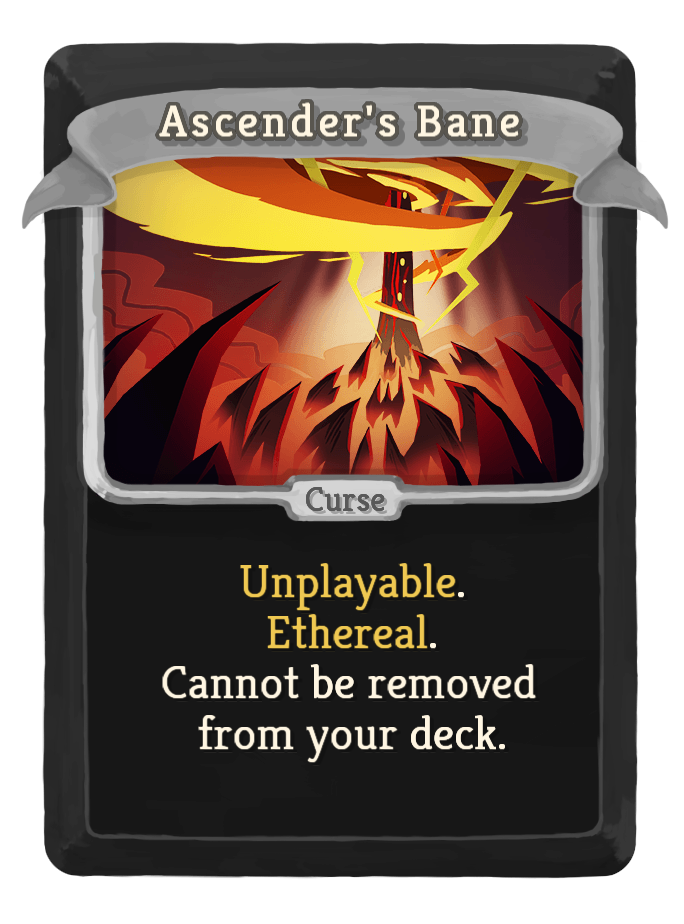 Ascender's Bane
Curse
Unplayable.
Ethereal.
Cannot be removed
from your deck.